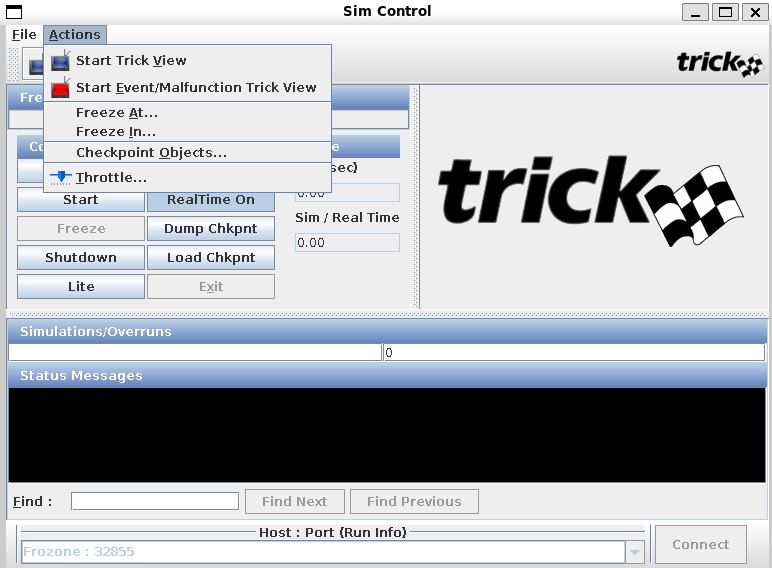 Sim Control
File Actions
trick
Start Trick View
Start Event/Malfunction Trick View
Freeze At...
Freeze In...
Checkpoint Objects...
Throttle...
Fre
Co
e
sec}
Start RealTime On
0.00
Freeze Dump Chkpnt
Sim / Real Time
Shutdown Load Chkpnt
0.00
Lite Exit
trick
Simulations/Overruns
0
Status Messages
Find : Find Next Find Previous
Host : Port {Run Info}
Frozone : 32855
Connect